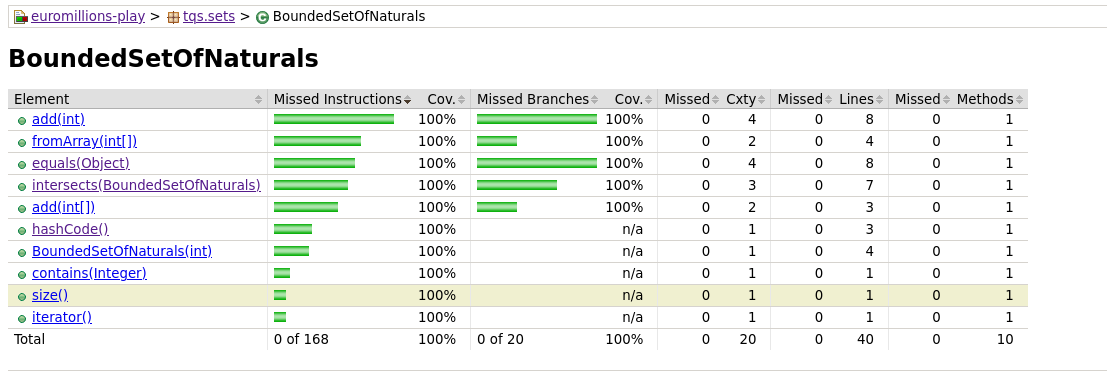 euromillions-play > tqs.sets > BoundedSetOfNaturals
BoundedSetOfNaturals
Element Missed Instructions Cov. Missed Branches Cov. Missed Cxty Missed Lines Missed Methods
add(int) 100% 100% 0 4 0 8 0 1
fromArray(int[]) 100% 100% 0 2 0 4 0 1
equals(Object) 100% 100% 0 4 0 8 0 1
intersects(BoundedSetOfNaturals) 100% 100% 0 3 0 7 0 1
add(int[]) 100% 100% 0 2 0 3 0 1
hashCode() 100% n/a 0 1 0 3 0 1
BoundedSetOfNaturals(int) 100% n/a 0 1 0 4 0 1
contains(Integer) 100% n/a 0 1 0 1 0 1
size() 100% n/a 0 1 0 1 0 1
iterator() 100% n/a 0 1 0 1 0 1
Total 0 of 168 100% 0 of 20 100% 0 20 0 40 0 10